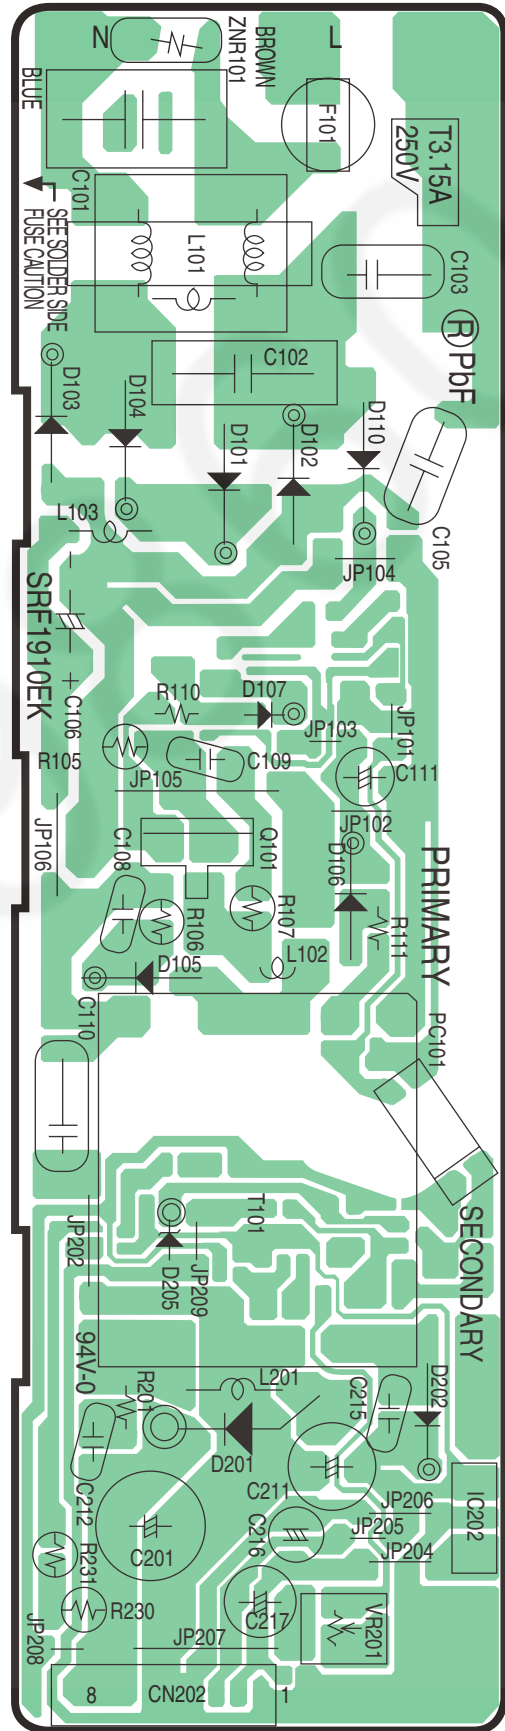 N
L
ZNR101
BROWN
BLUE
F101
T3.15A
250V
C101
SEE SOLDER SIDE
FUSE CAUTION
L101
C103
R PbF
C102
D103
D104
D101
D102
D110
C105
L103
JP104
SRF1910EK
+ C106
R110
D107
JP103
JP101
R105
JP105
C109
C111
JP102
JP106
C108
Q101
D106
PRIMARY
R106
R107
R111
D105
L102
C110
PC101
T101
SECONDARY
JP202
D205
JP209
94V-0
R201
L201
C215
D202
D201
C212
C211
JP206
IC202
C216
JP205
C201
JP204
R231
R230
C217
VR201
JP208
JP207
8
CN202
1